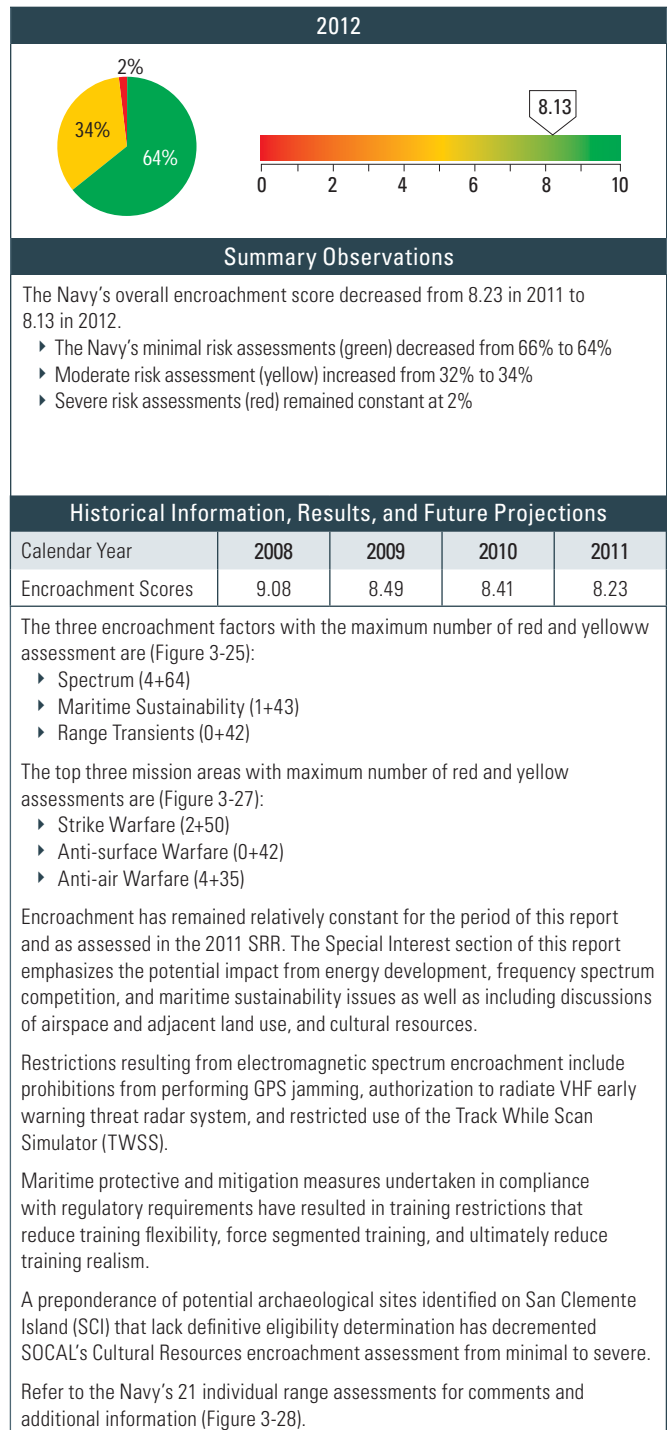 2012
2%
34%
64%
8.13
0 2 4 6 8 10
Summary Observations
The Navy's overall encroachment score decreased from 8.23 in 2011 to
8.13 in 2012.
‣ The Navy's minimal risk assessments (green) decreased from 66% to 64%
‣ Moderate risk assessment (yellow) increased from 32% to 34%
‣ Severe risk assessments (red) remained constant at 2%
Historical Information, Results, and Future Projections
Calendar Year 2008 2009 2010 2011
Encroachment Scores 9.08 8.49 8.41 8.23
The three encroachment factors with the maximum number of red and yelloww
assessment are (Figure 3-25):
‣ Spectrum (4+64)
‣ Maritime Sustainability (1+43)
‣ Range Transients (0+42)
The top three mission areas with maximum number of red and yellow
assessments are (Figure 3-27):
‣ Strike Warfare (2+50)
‣ Anti-surface Warfare (0+42)
‣ Anti-air Warfare (4+35)
Encroachment has remained relatively constant for the period of this report
and as assessed in the 2011 SRR. The Special Interest section of this report
emphasizes the potential impact from energy development, frequency spectrum
competition, and maritime sustainability issues as well as including discussions
of airspace and adjacent land use, and cultural resources.
Restrictions resulting from electromagnetic spectrum encroachment include
prohibitions from performing GPS jamming, authorization to radiate VHF early
warning threat radar system, and restricted use of the Track While Scan
Simulator (TWSS).
Maritime protective and mitigation measures undertaken in compliance
with regulatory requirements have resulted in training restrictions that
reduce training flexibility, force segmented training, and ultimately reduce
training realism.
A preponderance of potential archaeological sites identified on San Clemente
Island (SCI) that lack definitive eligibility determination has decremented
SOCAL's Cultural Resources encroachment assessment from minimal to severe.
Refer to the Navy's 21 individual range assessments for comments and
additional information (Figure 3-28).